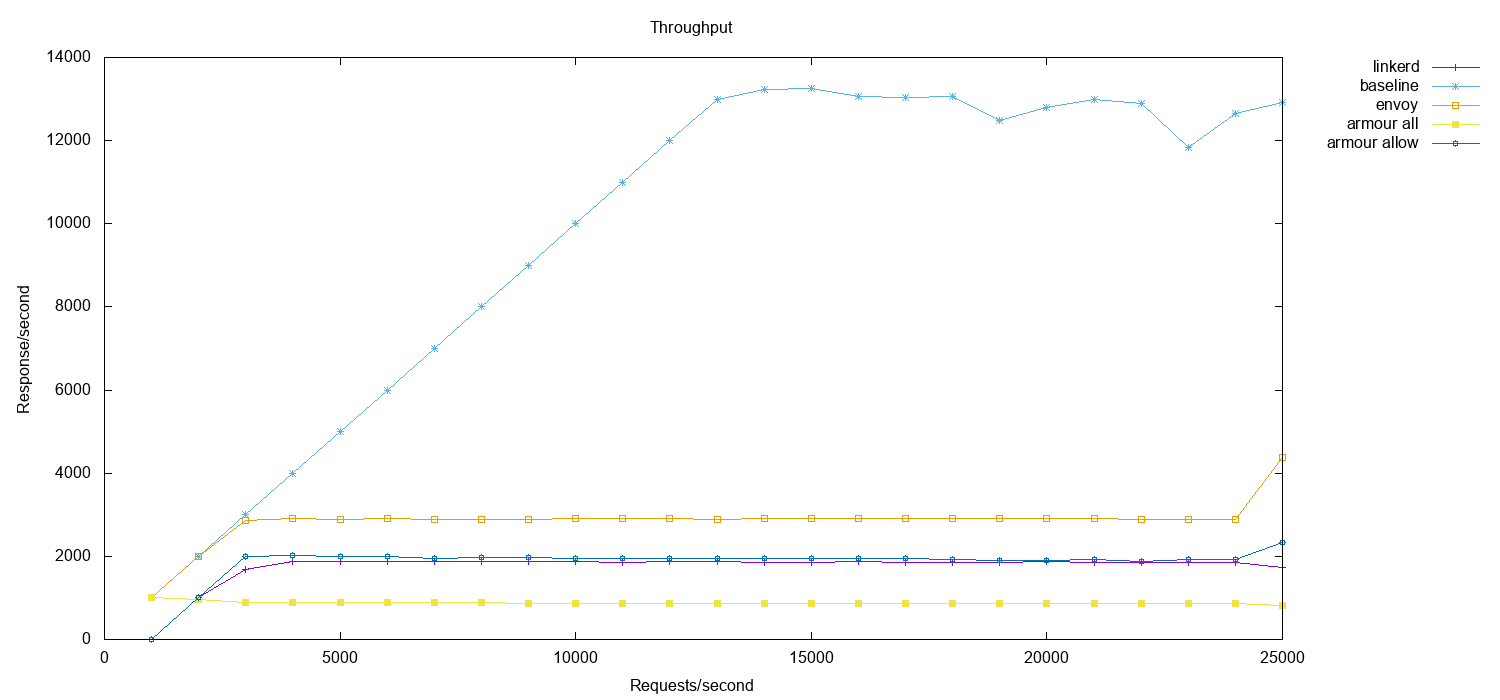 Throughput
14000
12000
10000
8000
6000
4000
2000
0
Response/second
0 5000 10000 15000 20000 25000
Requests/second
linkerd
baseline
envoy
armour all
armour allow